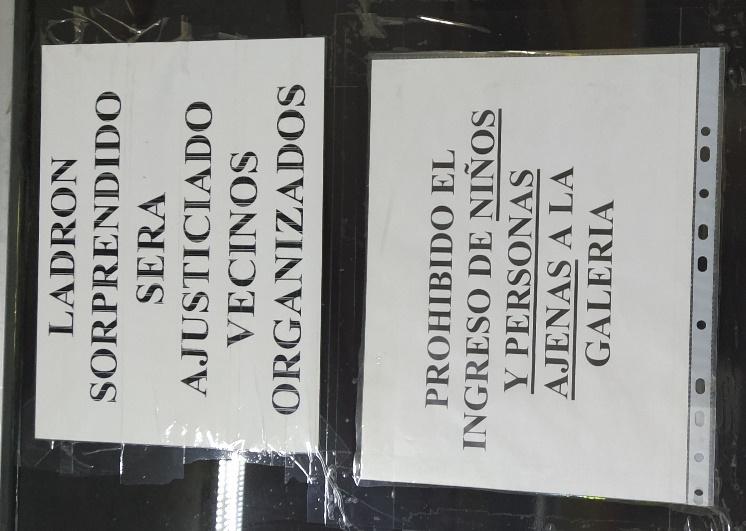 LADRON
SORPRENDIDO
SERA
AJUSTICIADO
VECINOS
ORGANIZADOS
PROHIBIDO EL
INGRESO DE NIÑOS
Y PERSONAS
AJENAS A LA
GALERIA